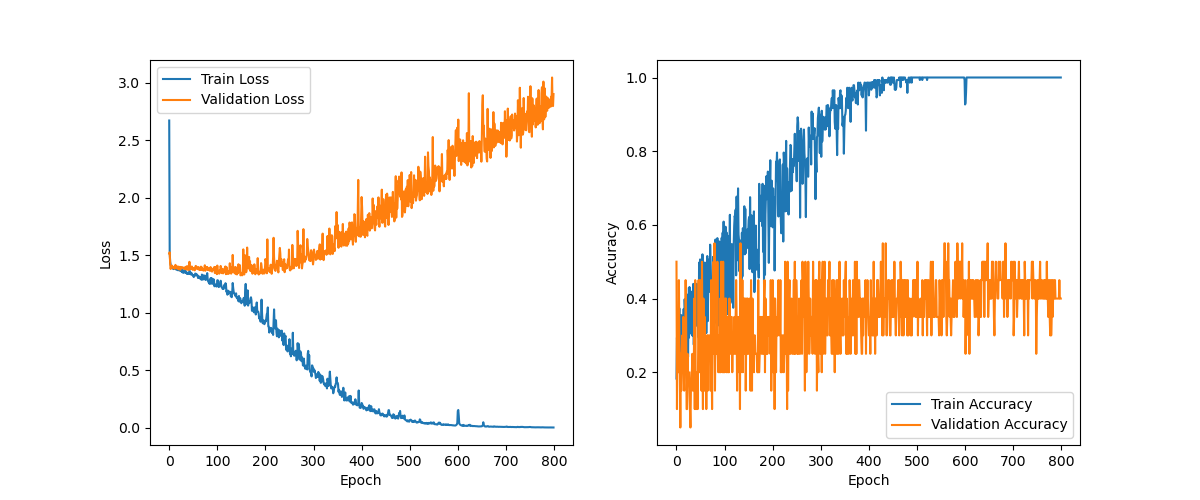 Train Loss
Validation Loss
3.0
2.5
2.0
1.5
1.0
0.5
0.0
Loss
0 100 200 300 400 500 600 700 800
Epoch
1.0
0.8
0.6
0.4
0.2
Accuracy
Train Accuracy
Validation Accuracy
0 100 200 300 400 500 600 700 800
Epoch